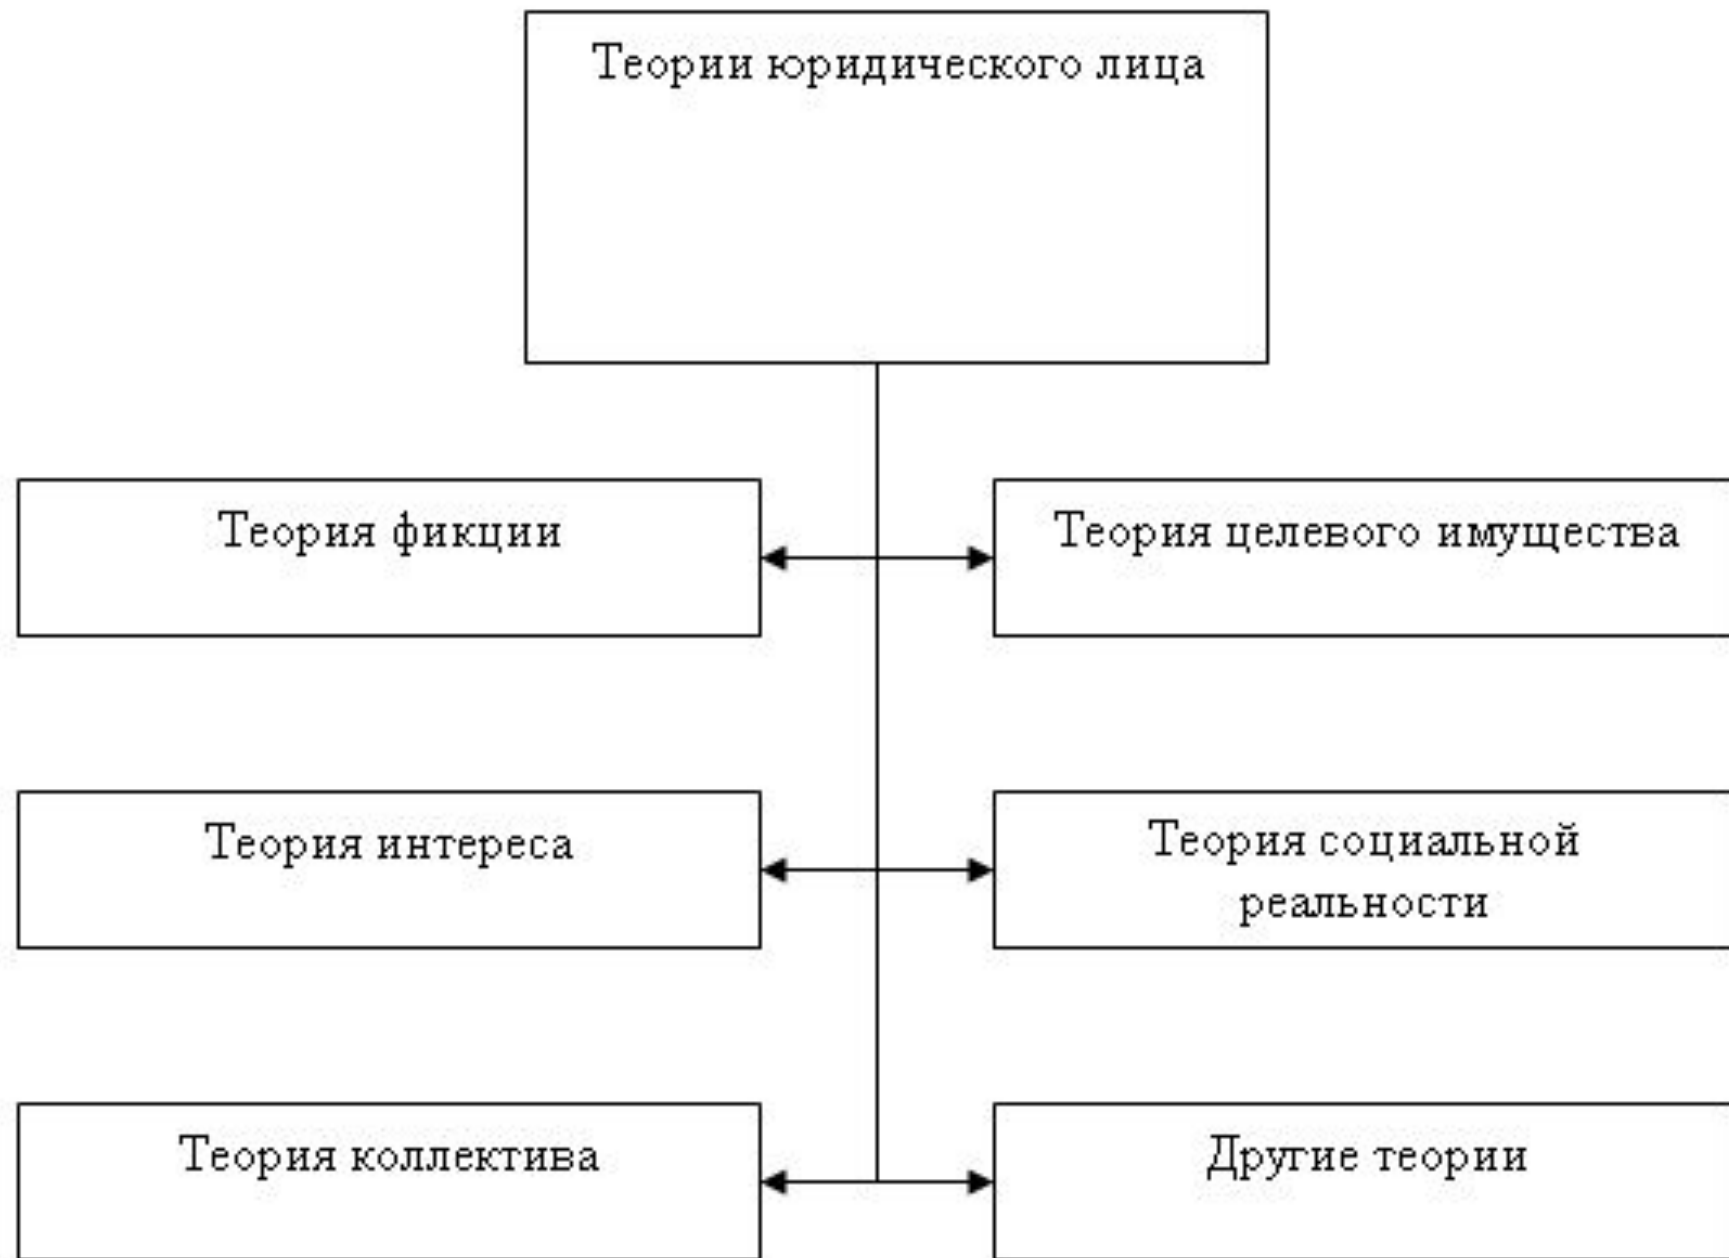 Теории юридического лица
Теория фикции
Теория целевого имущества
Теория интереса
Теория социальной
реальности
Теория коллектива
Другие теории